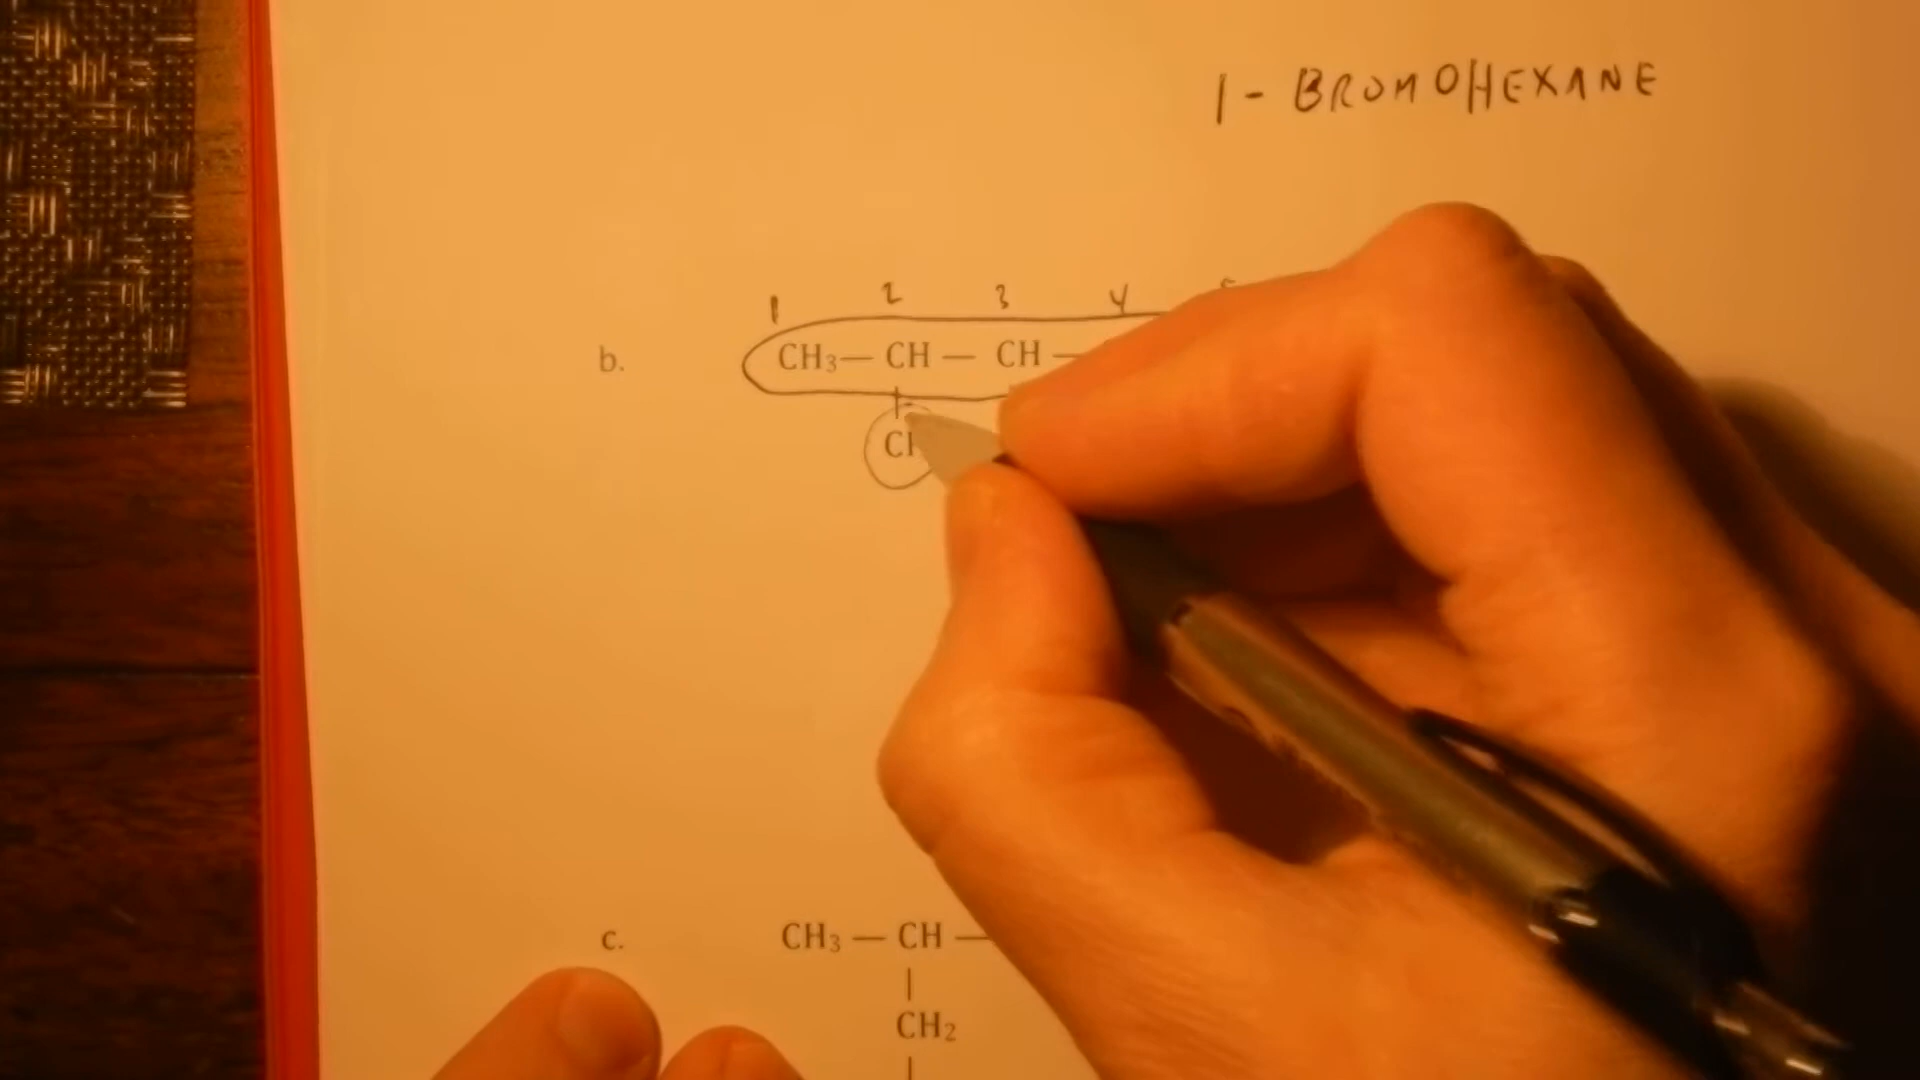 1 - BROMOHEXANE
1 2 3 4
b. CH₃— CH — CH —
c. CH₃ — CH —
CH₂